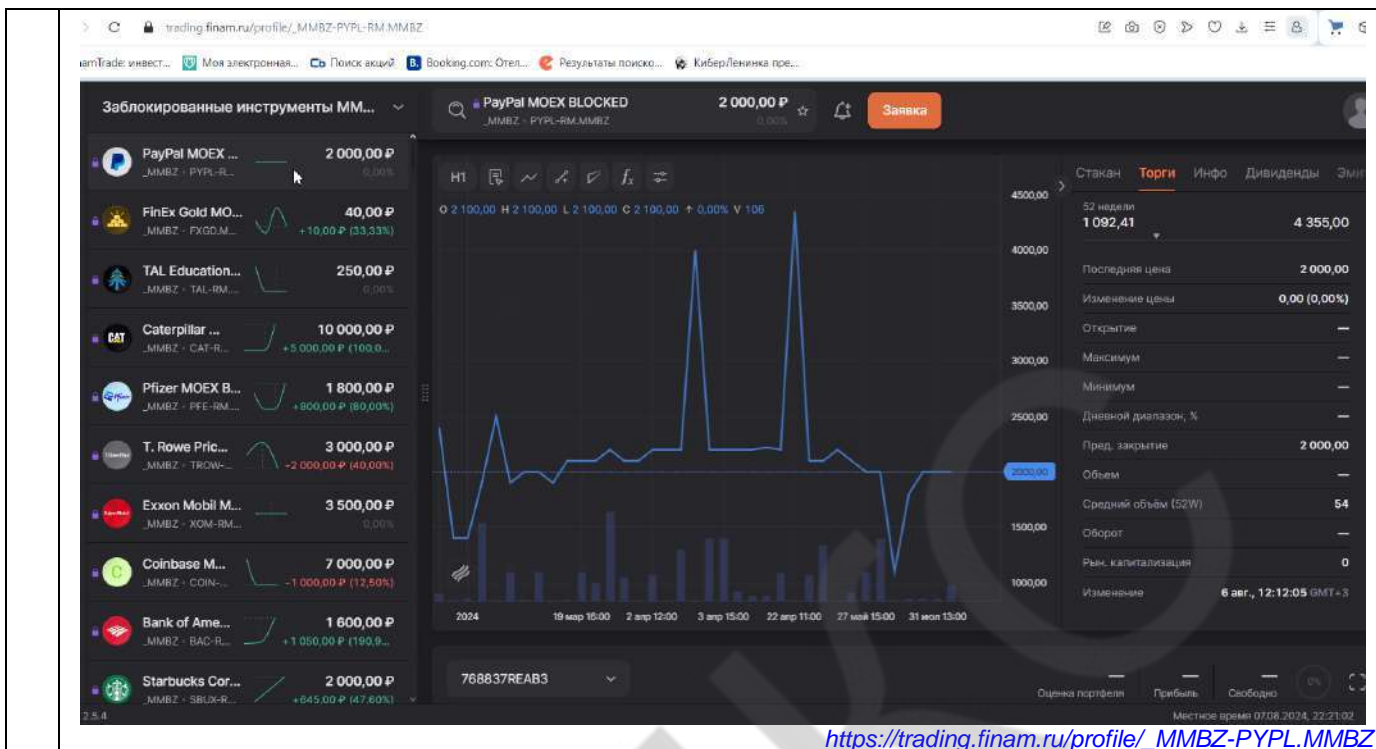 trading.finam.ru/profile/_MMBZ-PYPL-RM.MMBZ
amTrade: инвест... Моя электронная... Сь Поиск акций B. Booking.com: Отел... Результаты поиско... КиберЛенинка пре...
Заблокированные инструменты ММ...
PayPal MOEX BLOCKED 2 000,00 ₽
_MMBZ · PYPL-RM.MMBZ 0,00%
Заявка
PayPal MOEX ... 2 000,00 ₽
_MMBZ · PYPL-R... 0,00%
FinEx Gold MO... 40,00 ₽
_MMBZ · FXGD.M... +10,00 ₽ (33,33%)
TAL Education... 250,00 ₽
_MMBZ · TAL-RM.... 0,00%
CAT Caterpillar ... 10 000,00 ₽
_MMBZ · CAT-R... +5 000,00 ₽ (100,0...
Pfizer MOEX B... 1 800,00 ₽
_MMBZ · PFE-RM.... +800,00 ₽ (80,00%)
T. Rowe Pric... 3 000,00 ₽
_MMBZ · TROW-... -2 000,00 ₽ (40,00%)
Exxon Mobil M... 3 500,00 ₽
_MMBZ · XOM-RM... 0,00%
C Coinbase M... 7 000,00 ₽
_MMBZ · COIN-... -1 000,00 ₽ (12,50%)
Bank of Ame... 1 600,00 ₽
_MMBZ · BAC-R... +1 050,00 ₽ (190,9...
Starbucks Cor... 2 000,00 ₽
_MMBZ · SBUX-R... +645,00 ₽ (47,60%)
2.5.4
H1
O 2 100,00 H 2 100,00 L 2 100,00 C 2 100,00 ↑ 0,00% V 106
4500,00
4000,00
3500,00
3000,00
2500,00
2000,00
1500,00
1000,00
2024 19 мар 16:00 2 апр 12:00 3 апр 15:00 22 апр 11:00 27 май 15:00 31 июл 13:00
Стакан Торги Инфо Дивиденды Эми
52 недели
1 092,41 4 355,00
Последняя цена 2 000,00
Изменение цены 0,00 (0,00%)
Открытие —
Максимум —
Минимум —
Дневной диапазон, % —
Пред. закрытие 2 000,00
Объем —
Средний объём (52W) 54
Оборот —
Рын. капитализация 0
Изменение 6 авг., 12:12:05 GMT+3
768837REAB3
— — — 0%
Оценка портфеля Прибыль Свободно
Местное время 07.08.2024, 22:21:02
https://trading.finam.ru/profile/_MMBZ-PYPL.MMBZ